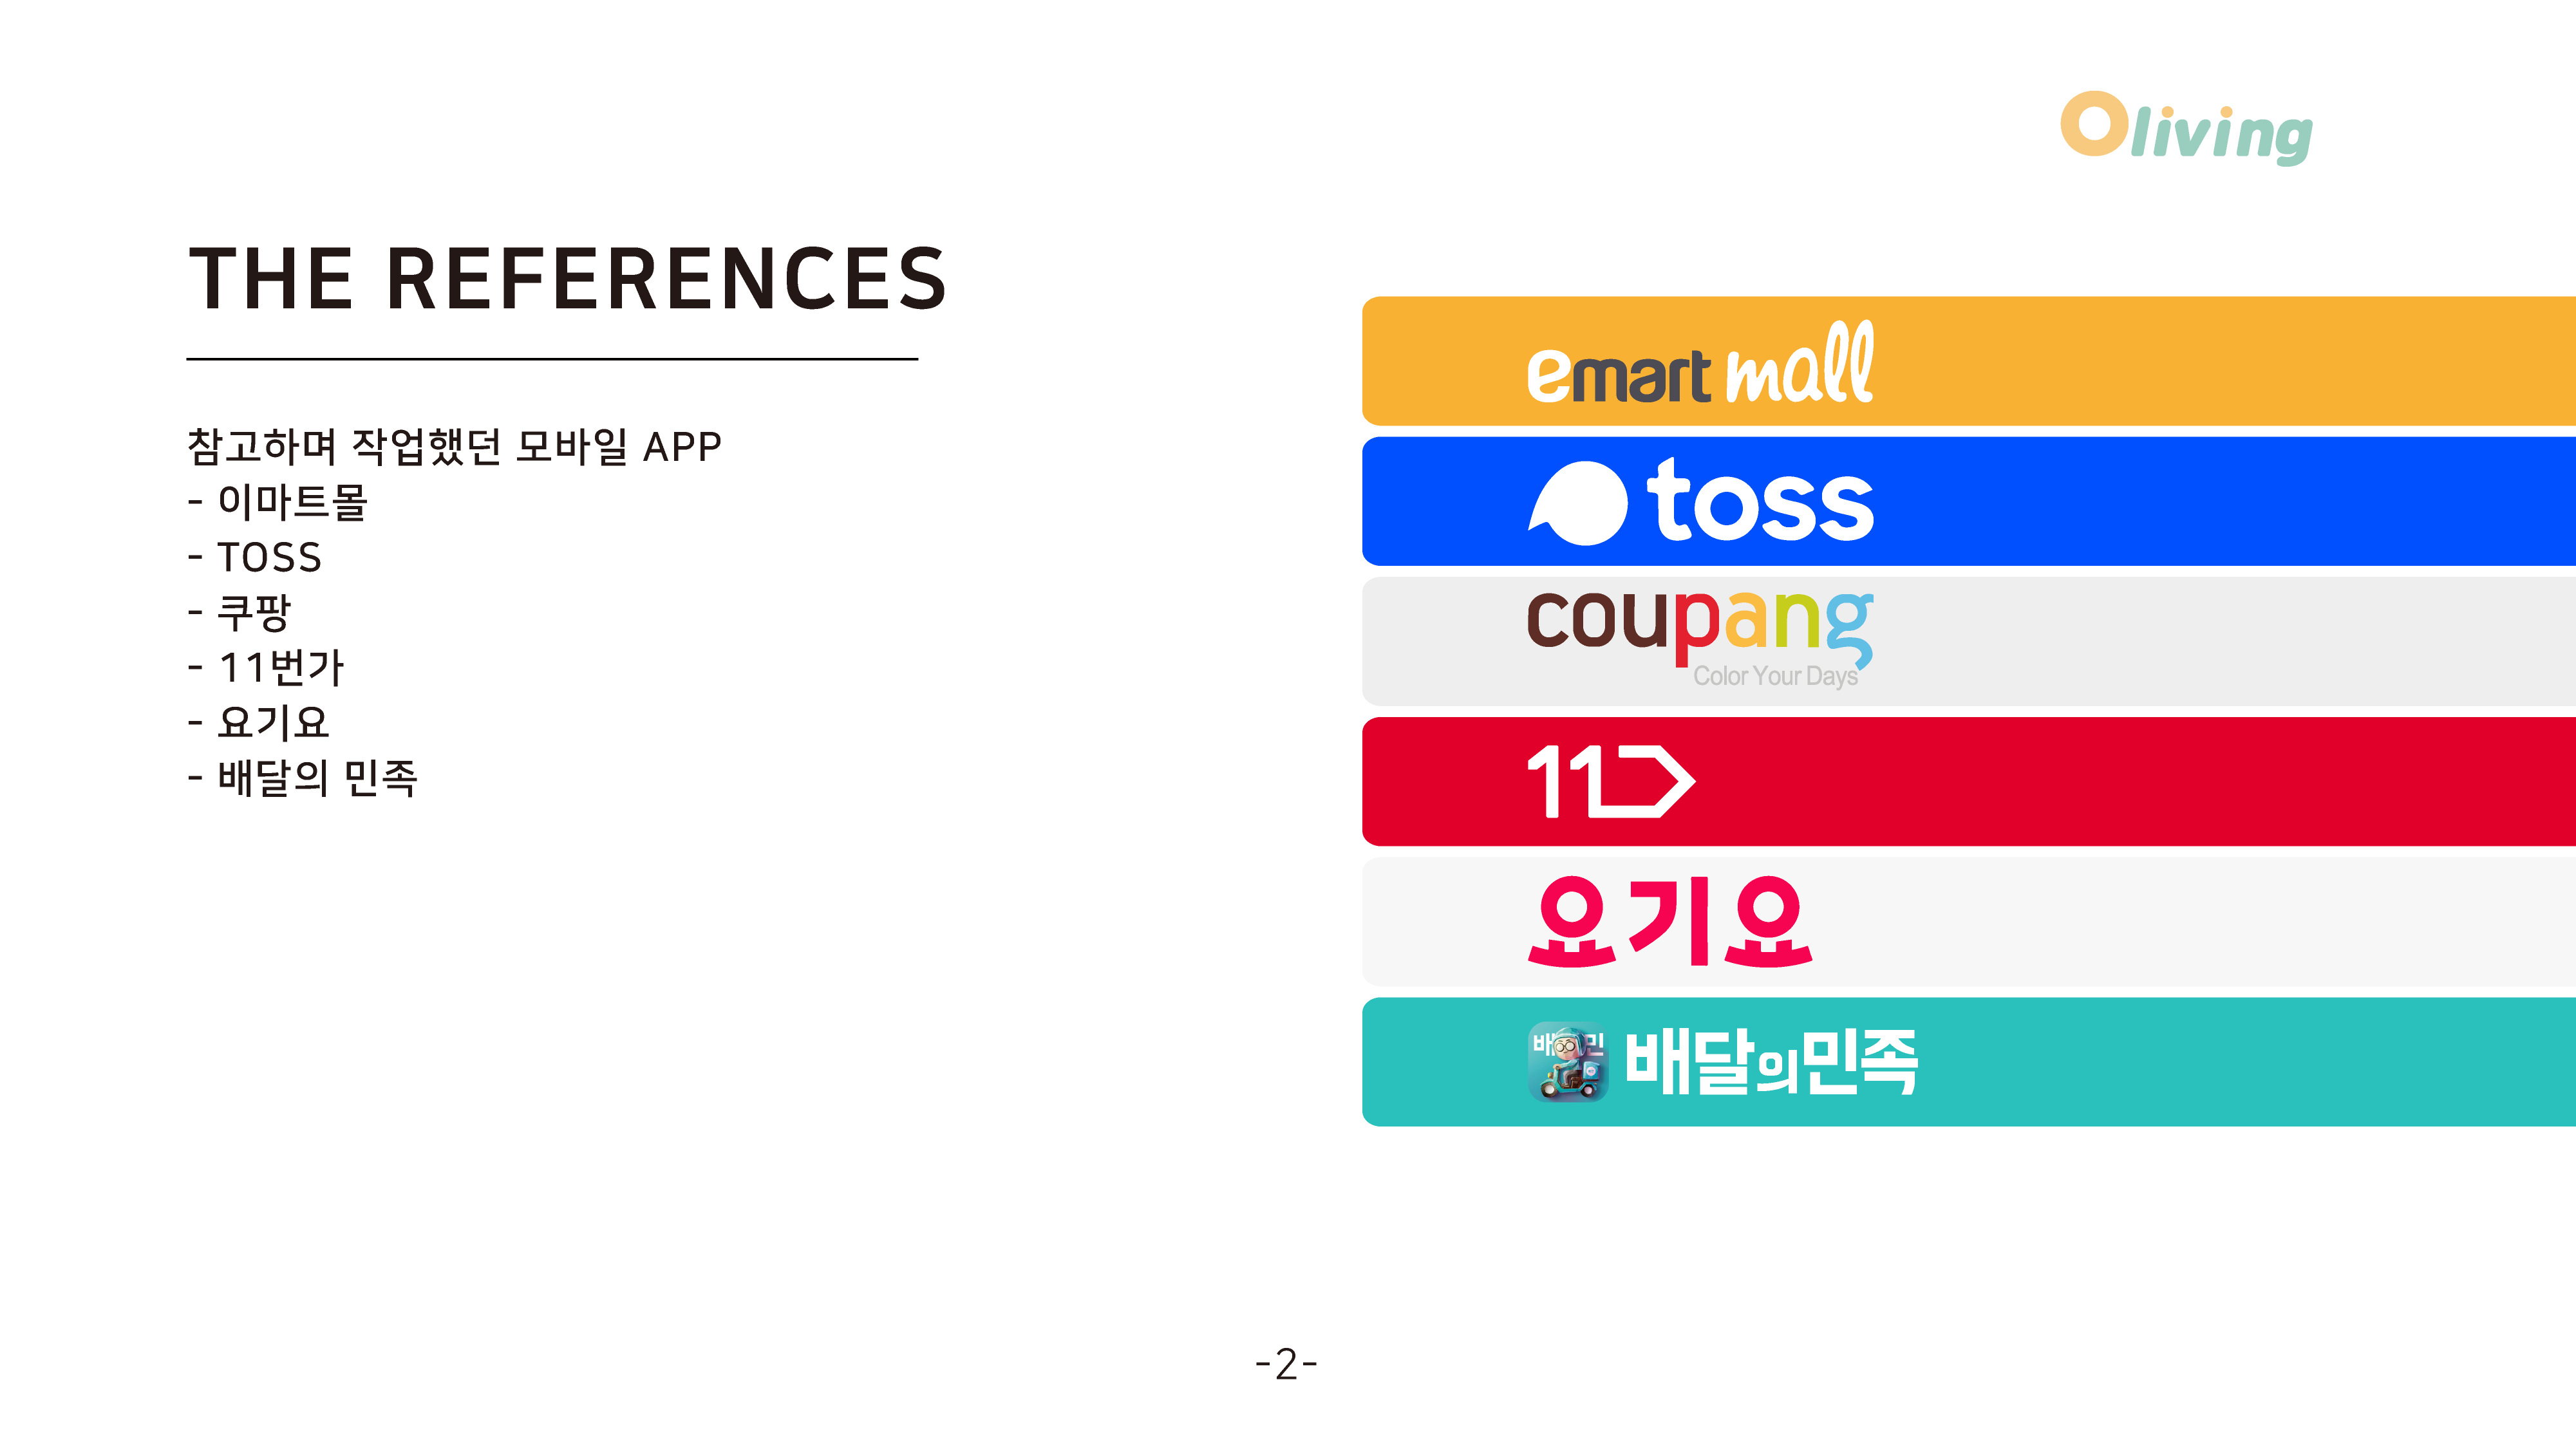 Oliving
THE REFERENCES
참고하며 작업했던 모바일 APP
- 이마트몰
- TOSS
- 쿠팡
- 11번가
- 요기요
- 배달의 민족
emart mall
toss
coupang
Color Your Days
11
요기요
배민
배달의민족
-2-